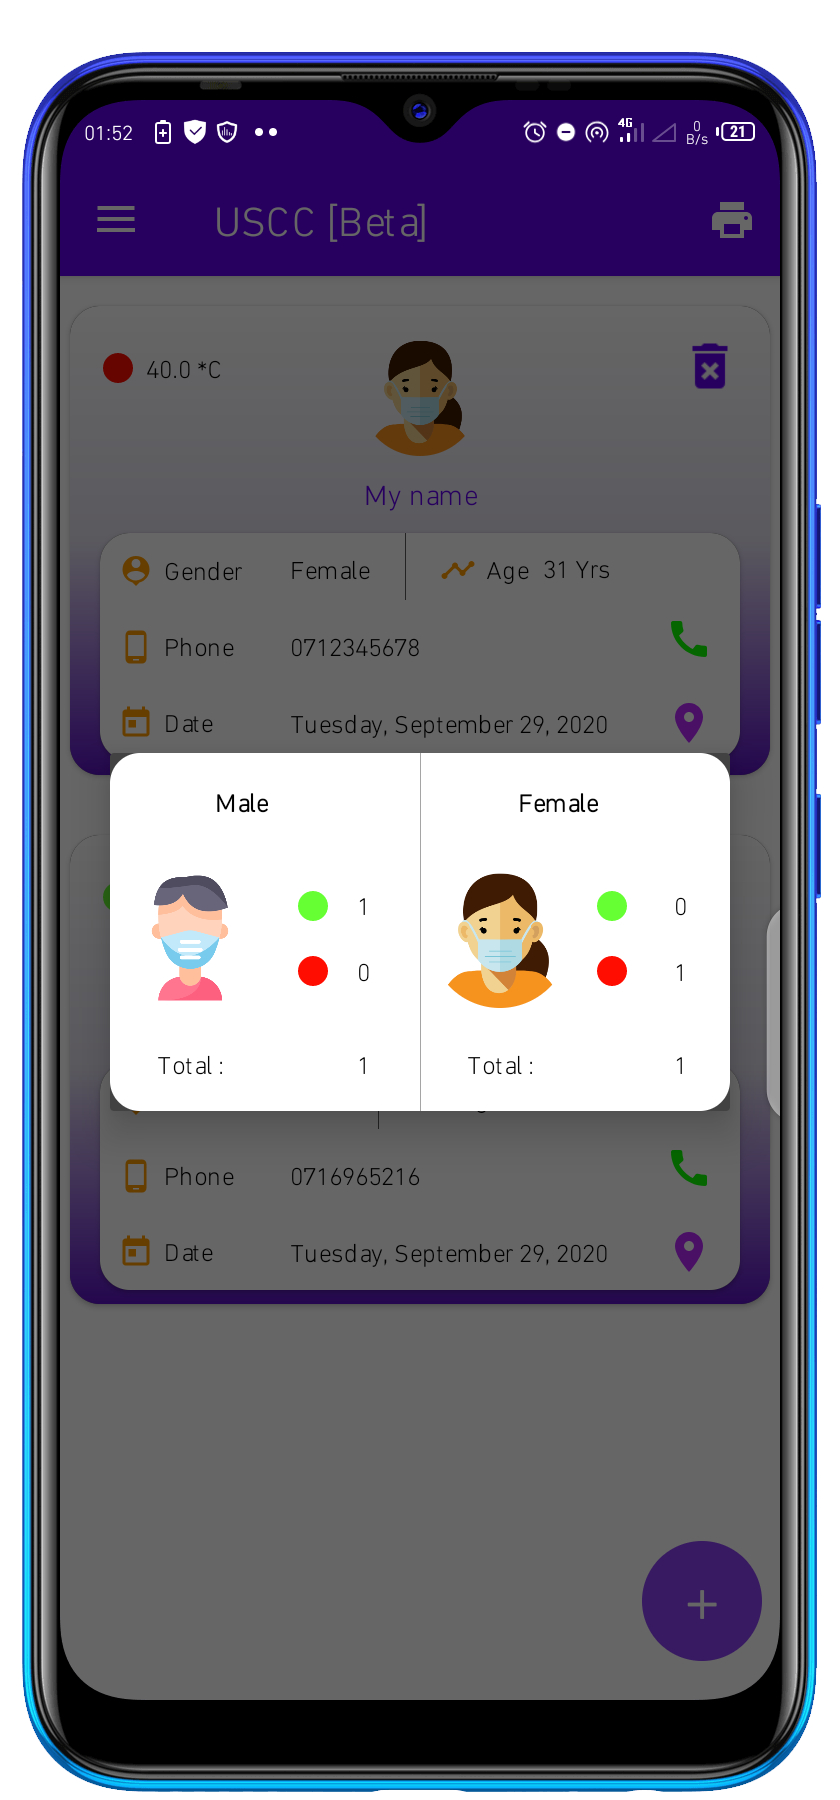 01:52
4G
0
B/s
21
USCC [Beta]
40.0 *C
My name
Gender Female Age 31 Yrs
Phone 0712345678
Date Tuesday, September 29, 2020
Male Female
1 0
0 1
Total : 1 Total : 1
Phone 0716965216
Date Tuesday, September 29, 2020
+